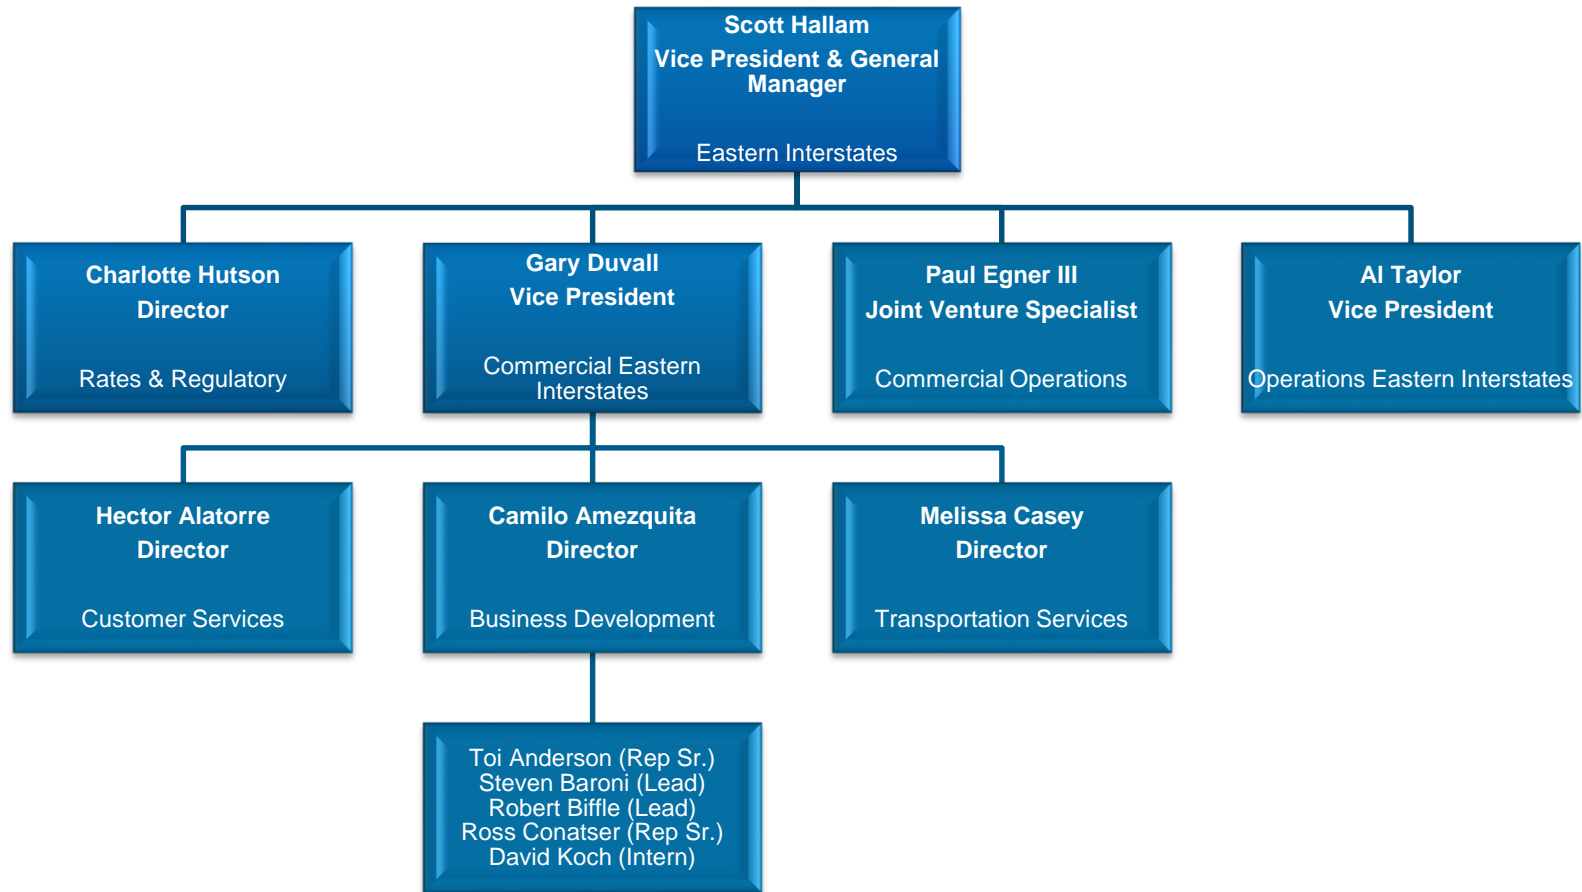 Scott Hallam
Vice President & General
Manager
Eastern Interstates
Charlotte Hutson
Director
Rates & Regulatory
Gary Duvall
Vice President
Commercial Eastern
Interstates
Paul Egner III
Joint Venture Specialist
Commercial Operations
Al Taylor
Vice President
Operations Eastern Interstates
Hector Alatorre
Director
Customer Services
Camilo Amezquita
Director
Business Development
Melissa Casey
Director
Transportation Services
Toi Anderson (Rep Sr.)
Steven Baroni (Lead)
Robert Biffle (Lead)
Ross Conatser (Rep Sr.)
David Koch (Intern)